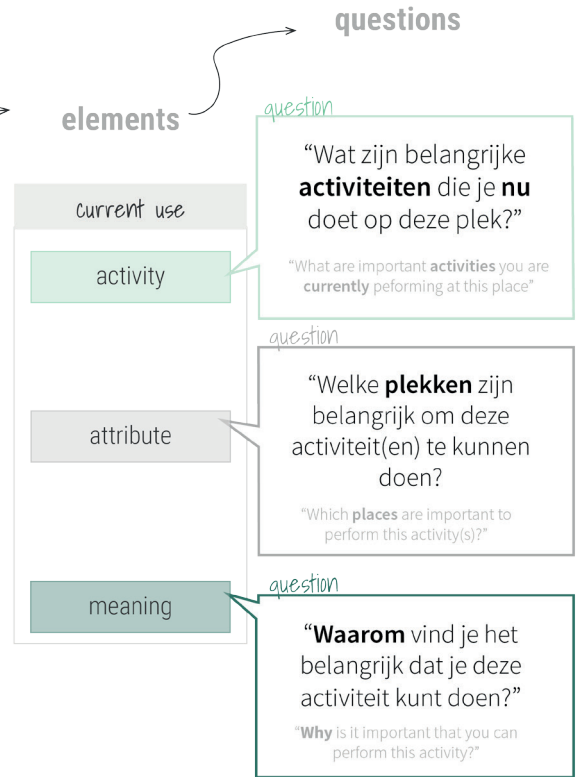 questions
elements
current use
activity
attribute
meaning
question
“Wat zijn belangrijke
activiteiten die je nu
doet op deze plek?”
“What are important activities you are
currently peforming at this place”
question
“Welke plekken zijn
belangrijk om deze
activiteit(en) te kunnen
doen?
“Which places are important to
perform this activity(s)?”
question
“Waarom vind je het
belangrijk dat je deze
activiteit kunt doen?”
“Why is it important that you can
perform this activity?”